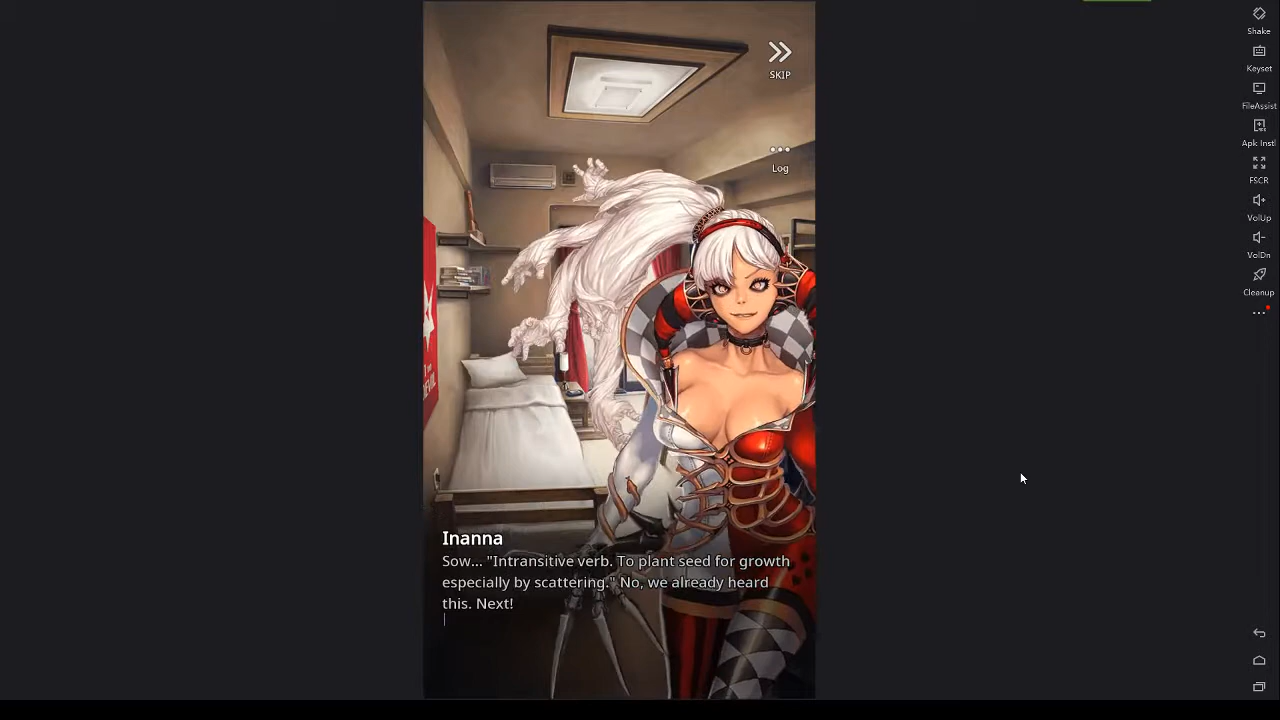 SKIP
Log
Inanna
Sow... "Intransitive verb. To plant seed for growth
especially by scattering." No, we already heard
this. Next!
Shake
Keyset
FileAssist
Apk Instl
FSCR
VolUp
VolDn
Cleanup